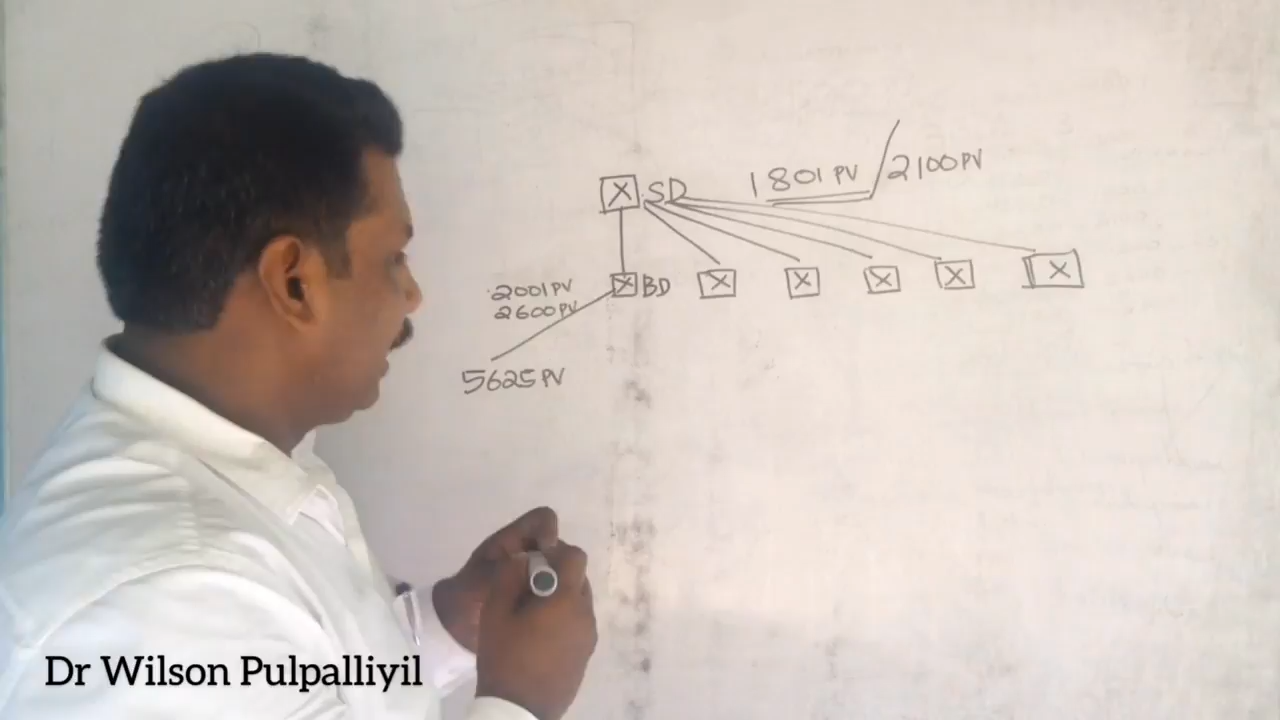 SD 1801 PV / 2100 PV
2001 PV BD
2600 PV
5625 PV
Dr Wilson Pulpalliyil